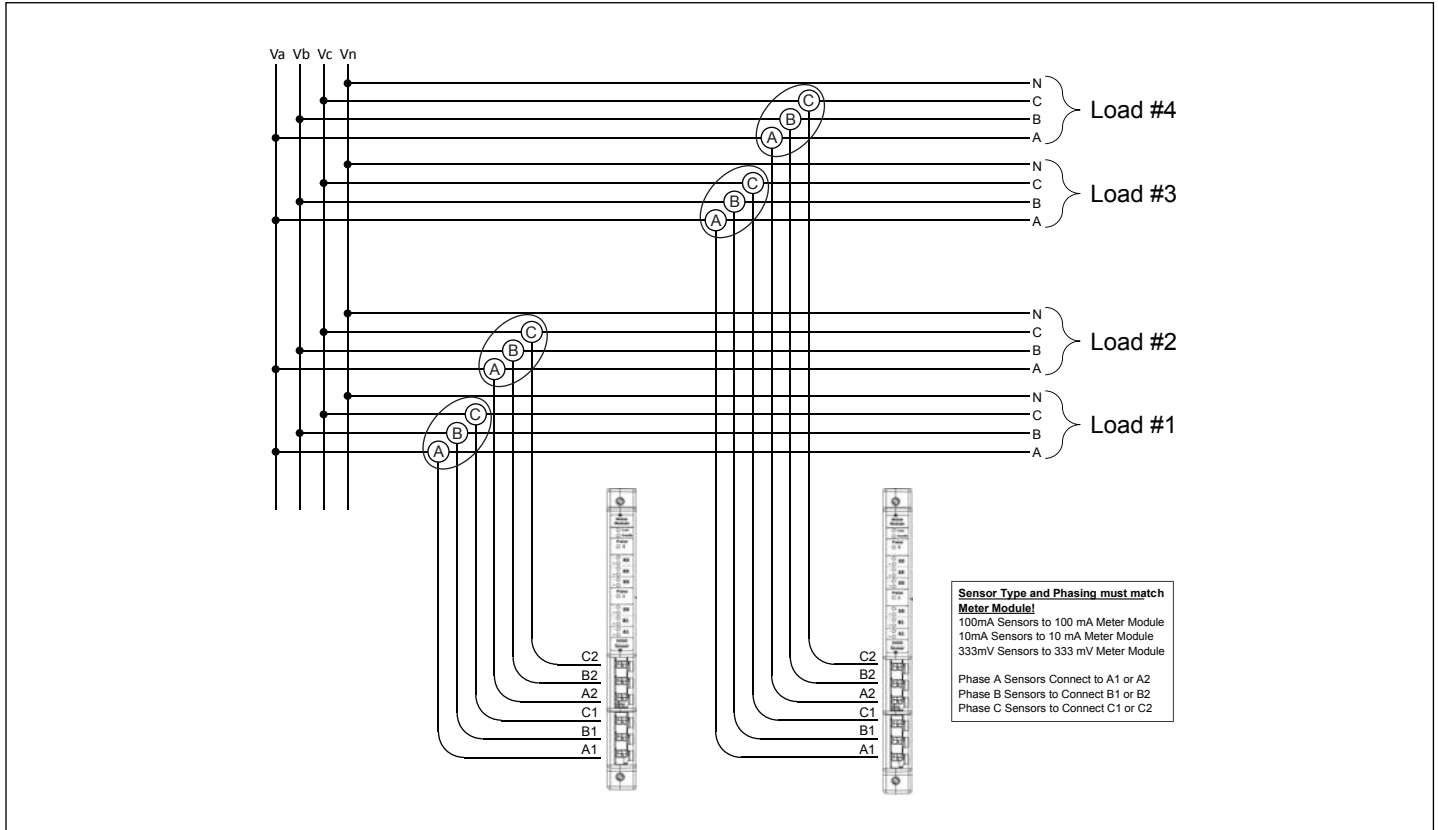 Va Vb Vc Vn
N
C
C
B
B
Load #4
A
A
N
C
C
B
B
Load #3
A
A
N
C
C
B
B
Load #2
A
A
N
C
C
B
B
Load #1
A
A
C2
B2
A2
C1
B1
A1
C2
B2
A2
C1
B1
A1
Sensor Type and Phasing must match
Meter Module!
100mA Sensors to 100 mA Meter Module
10mA Sensors to 10 mA Meter Module
333mV Sensors to 333 mV Meter Module
Phase A Sensors Connect to A1 or A2
Phase B Sensors to Connect B1 or B2
Phase C Sensors to Connect C1 or C2